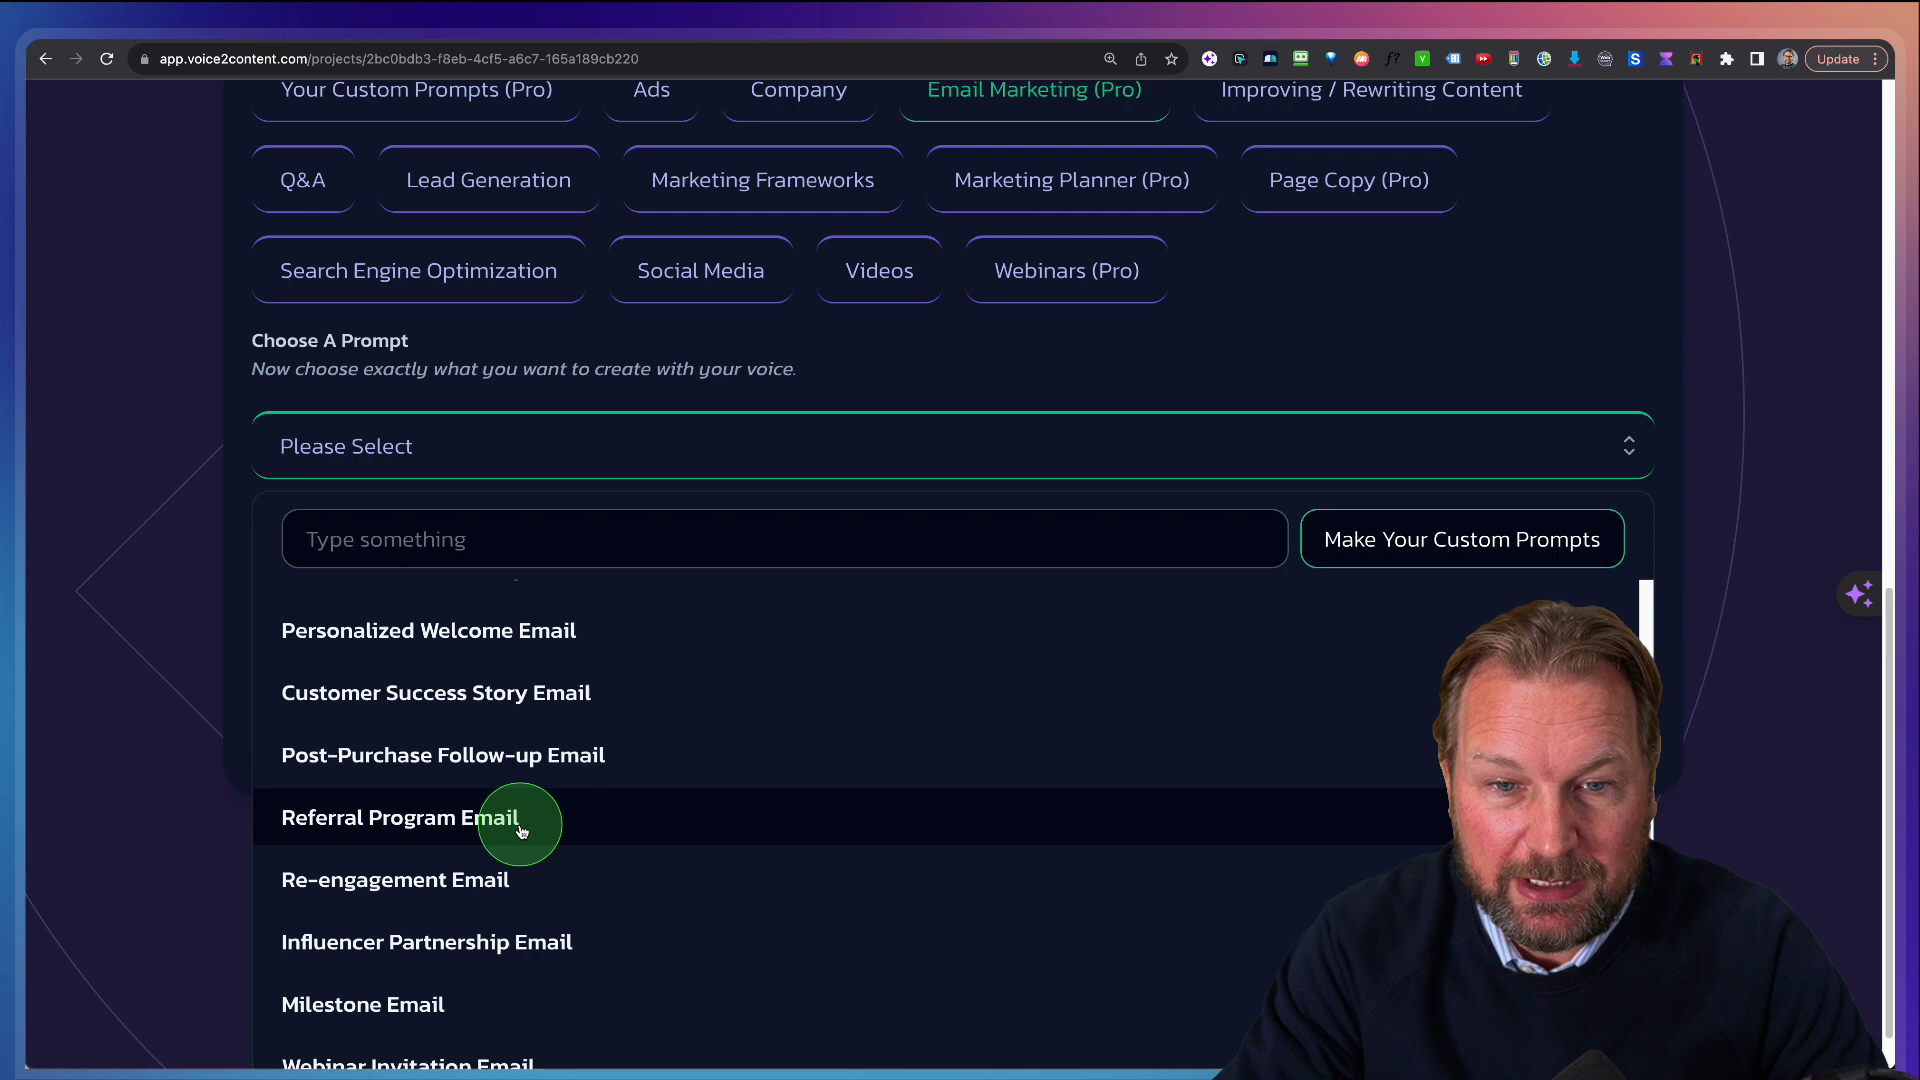 app.voice2content.com/projects/2bc0bdb3-f8eb-4cf5-a6c7-165a189cb220
Update
Your Custom Prompts (Pro)
Ads
Company
Email Marketing (Pro)
Improving / Rewriting Content
Q&A
Lead Generation
Marketing Frameworks
Marketing Planner (Pro)
Page Copy (Pro)
Search Engine Optimization
Social Media
Videos
Webinars (Pro)
Choose A Prompt
Now choose exactly what you want to create with your voice.
Please Select
Type something
Make Your Custom Prompts
Personalized Welcome Email
Customer Success Story Email
Post-Purchase Follow-up Email
Referral Program Email
Re-engagement Email
Influencer Partnership Email
Milestone Email
Webinar Invitation Email